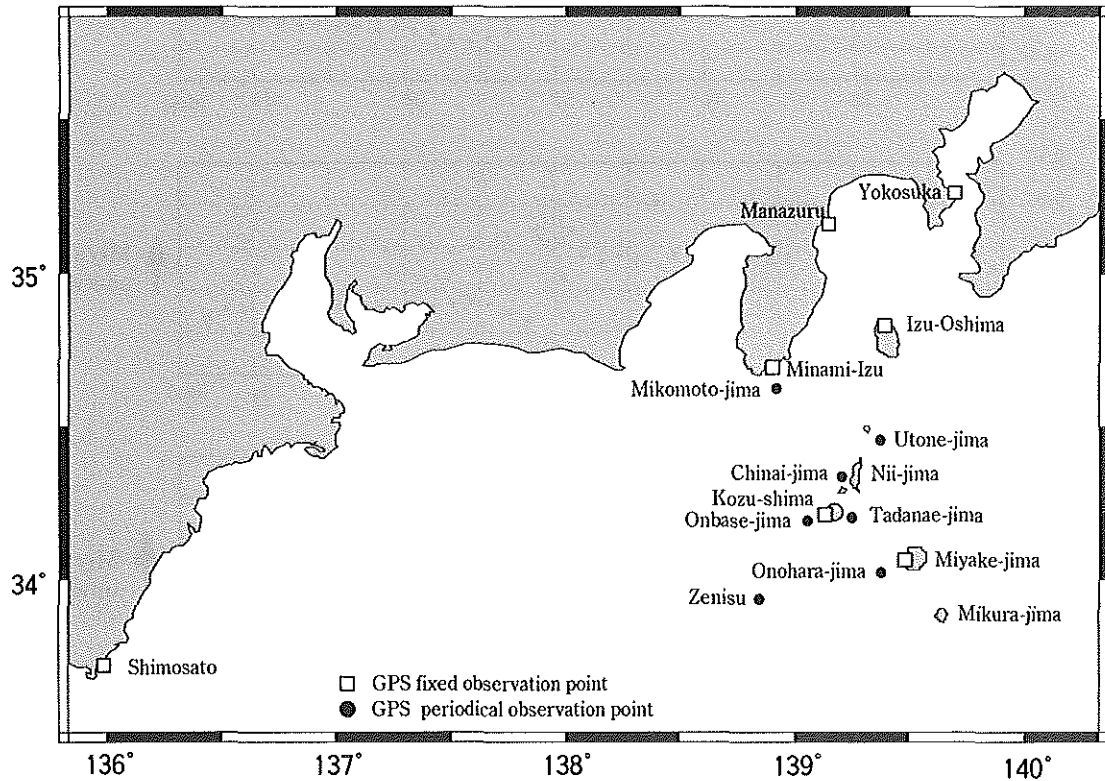 Yokosuka
Manazuru
35°
Izu-Oshima
Minami-Izu
Mikomoto-jima
Utone-jima
Chinai-jima
Nii-jima
Kozu-shima
Onbase-jima
Tadanae-jima
Miyake-jima
Onohara-jima
34°
Zenisu
Mikura-jima
Shimosato
GPS fixed observation point
GPS periodical observation point
136° 137° 138° 139° 140°